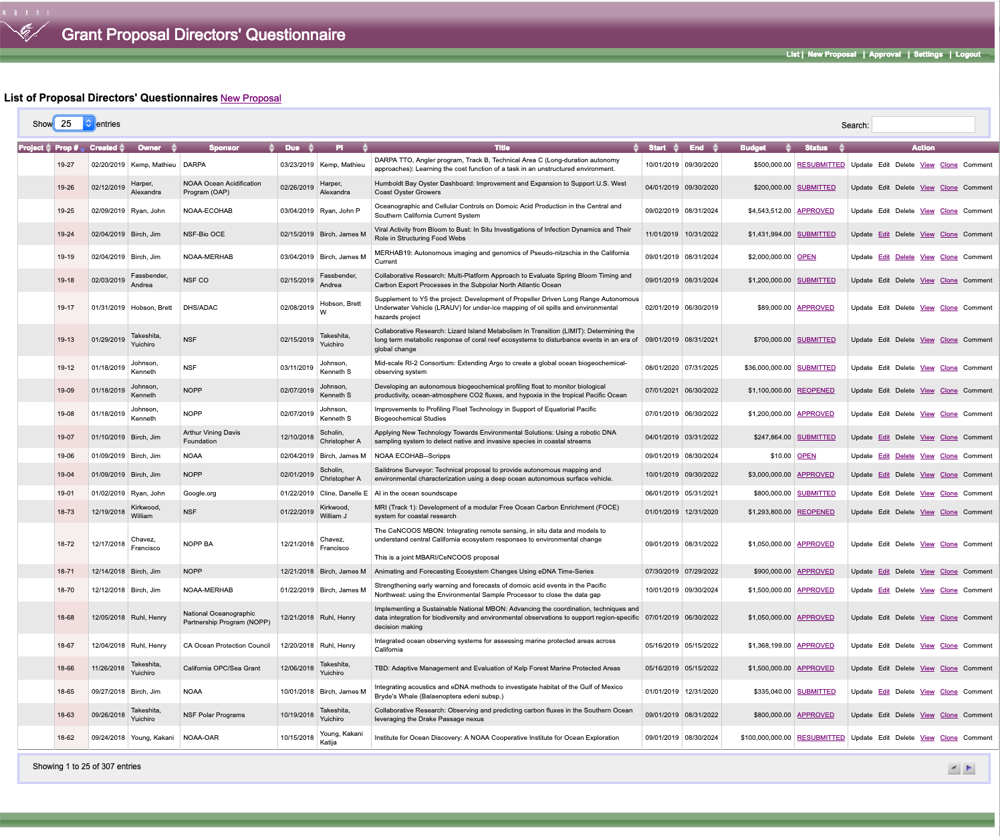 MBARI
Grant Proposal Directors' Questionnaire
List | New Proposal | Approval | Settings | Logout
List of Proposal Directors' Questionnaires New Proposal
Show 25 entries
Search:
Project Prop # Created Owner Sponsor Due PI Title Start End Budget Status Action
19-27 02/20/2019 Kemp, Mathieu DARPA 03/23/2019 Kemp, Mathieu DARPA TTO, Angler program, Track B, Technical Area C (Long-duration autonomy
approaches): Learning the cost function of a task in an unstructured environment. 10/01/2019 09/30/2020 $500,000.00 RESUBMITTED Update Edit Delete View Clone Comment
19-26 02/12/2019 Harper, Alexandra NOAA Ocean Acidification Program (OAP) 02/26/2019 Harper, Alexandra Humboldt Bay Oyster Dashboard: Improvement and Expansion to Support U.S. West
Coast Oyster Growers 04/01/2019 09/30/2020 $200,000.00 SUBMITTED Update Edit Delete View Clone Comment
19-25 02/09/2019 Ryan, John NOAA-ECOHAB 03/04/2019 Ryan, John P Oceanographic and Cellular Controls on Domoic Acid Production in the Central and
Southern California Current System 09/02/2019 08/31/2024 $4,543,512.00 APPROVED Update Edit Delete View Clone Comment
19-24 02/04/2019 Birch, Jim NSF-Bio OCE 02/15/2019 Birch, James M Viral Activity from Bloom to Bust: In Situ Investigations of Infection Dynamics and Their
Role in Structuring Food Webs 11/01/2019 10/31/2022 $1,431,994.00 SUBMITTED Update Edit Delete View Clone Comment
19-19 02/04/2019 Birch, Jim NOAA-MERHAB 03/04/2019 Birch, James M MERHAB19: Autonomous imaging and genomics of Pseudo-nitzschia in the California
Current 09/01/2019 08/31/2024 $2,000,000.00 OPEN Update Edit Delete View Clone Comment
19-18 02/03/2019 Fassbender, Andrea NSF CO 02/15/2019 Fassbender, Andrea Collaborative Research: Multi-Platform Approach to Evaluate Spring Bloom Timing and
Carbon Export Processes in the Subpolar North Atlantic Ocean 09/01/2019 08/31/2024 $1,200,000.00 SUBMITTED Update Edit Delete View Clone Comment
19-17 01/31/2019 Hobson, Brett DHS/ADAC 02/08/2019 Hobson, Brett W Supplement to Y5 the project: Development of Propeller Driven Long Range Autonomous
Underwater Vehicle (LRAUV) for under-ice mapping of oil spills and environmental
hazards project 02/01/2019 06/30/2019 $89,000.00 APPROVED Update Edit Delete View Clone Comment
19-13 01/29/2019 Takeshita, Yuichiro NSF 02/15/2019 Takeshita, Yuichiro Collaborative Research: Lizard Island Metabolism In Transition (LIMIT): Determining the
long term metabolic response of coral reef ecosystems to disturbance events in an era of
global change 09/01/2019 08/31/2021 $700,000.00 SUBMITTED Update Edit Delete View Clone Comment
19-12 01/18/2019 Johnson, Kenneth NSF 03/11/2019 Johnson, Kenneth S Mid-scale RI-2 Consortium: Extending Argo to create a global ocean biogeochemical-
observing system 08/01/2020 07/31/2025 $36,000,000.00 SUBMITTED Update Edit Delete View Clone Comment
19-09 01/18/2019 Johnson, Kenneth NOPP 02/07/2019 Johnson, Kenneth S Developing an autonomous biogeochemical profiling float to monitor biological
productivity, ocean-atmosphere CO2 fluxes, and hypoxia in the tropical Pacific Ocean 07/01/2021 06/30/2022 $1,100,000.00 REOPENED Update Edit Delete View Clone Comment
19-08 01/18/2019 Johnson, Kenneth NOPP 02/07/2019 Johnson, Kenneth S Improvements to Profiling Float Technology in Support of Equatorial Pacific
Biogeochemical Studies 07/01/2019 06/30/2022 $1,200,000.00 APPROVED Update Edit Delete View Clone Comment
19-07 01/10/2019 Birch, Jim Arthur Vining Davis Foundation 12/10/2018 Scholin, Christopher A Applying New Technology Towards Environmental Solutions: Using a robotic DNA
sampling system to detect native and invasive species in coastal streams 04/01/2019 03/31/2022 $247,864.00 SUBMITTED Update Edit Delete View Clone Comment
19-06 01/09/2019 Birch, Jim NOAA 02/04/2019 Birch, James M NOAA ECOHAB--Scripps 09/01/2019 08/30/2024 $10.00 OPEN Update Edit Delete View Clone Comment
19-04 01/09/2019 Birch, Jim NOPP 02/01/2019 Scholin, Christopher A Saildrone Surveyor: Technical proposal to provide autonomous mapping and
environmental characterization using a deep ocean autonomous surface vehicle. 10/01/2019 09/30/2022 $3,000,000.00 APPROVED Update Edit Delete View Clone Comment
19-01 01/02/2019 Ryan, John Google.org 01/22/2019 Cline, Danelle E AI in the ocean soundscape 06/01/2019 05/31/2021 $800,000.00 SUBMITTED Update Edit Delete View Clone Comment
18-73 12/19/2018 Kirkwood, William NSF 01/22/2019 Kirkwood, William J MRI (Track 1): Development of a modular Free Ocean Carbon Enrichment (FOCE)
system for coastal research 01/01/2019 12/31/2020 $1,293,800.00 REOPENED Update Edit Delete View Clone Comment
18-72 12/17/2018 Chavez, Francisco NOPP BA 12/21/2018 Chavez, Francisco The CeNCOOS MBON: Integrating remote sensing, in situ data and models to
understand central California ecosystem responses to environmental change
This is a joint MBARI/CeNCOOS proposal 09/01/2019 08/31/2022 $1,050,000.00 APPROVED Update Edit Delete View Clone Comment
18-71 12/14/2018 Birch, Jim NOPP 12/21/2018 Birch, James M Animating and Forecasting Ecosystem Changes Using eDNA Time-Series 07/30/2019 07/29/2022 $900,000.00 APPROVED Update Edit Delete View Clone Comment
18-70 12/12/2018 Birch, Jim NOAA-MERHAB 01/22/2019 Birch, James M Strengthening early warning and forecasts of domoic acid events in the Pacific
Northwest: using the Environmental Sample Processor to close the data gap 10/01/2019 09/30/2024 $1,500,000.00 APPROVED Update Edit Delete View Clone Comment
18-68 12/05/2018 Ruhl, Henry National Oceanographic Partnership Program (NOPP) 12/21/2018 Ruhl, Henry Implementing a Sustainable National MBON: Advancing the coordination, techniques and
data integration for biodiversity and environmental observations to support region-specific
decision making 07/01/2019 06/30/2022 $1,050,000.00 APPROVED Update Edit Delete View Clone Comment
18-67 12/04/2018 Ruhl, Henry CA Ocean Protection Council 12/20/2018 Ruhl, Henry Integrated ocean observing systems for assessing marine protected areas across
California 05/16/2019 05/15/2022 $1,368,199.00 APPROVED Update Edit Delete View Clone Comment
18-66 11/26/2018 Takeshita, Yuichiro California OPC/Sea Grant 12/06/2018 Takeshita, Yuichiro TBD: Adaptive Management and Evaluation of Kelp Forest Marine Protected Areas 05/16/2019 05/15/2022 $1,500,000.00 APPROVED Update Edit Delete View Clone Comment
18-65 09/27/2018 Birch, Jim NOAA 10/01/2018 Birch, James M Integrating acoustics and eDNA methods to investigate habitat of the Gulf of Mexico
Bryde's Whale (Balaenoptera edeni subsp.) 01/01/2019 12/31/2020 $335,040.00 SUBMITTED Update Edit Delete View Clone Comment
18-63 09/26/2018 Takeshita, Yuichiro NSF Polar Programs 10/19/2018 Takeshita, Yuichiro Collaborative Research: Observing and predicting carbon fluxes in the Southern Ocean
leveraging the Drake Passage nexus 09/01/2019 08/31/2022 $800,000.00 APPROVED Update Edit Delete View Clone Comment
18-62 09/24/2018 Young, Kakani NOAA-OAR 10/15/2018 Young, Kakani Katija Institute for Ocean Discovery: A NOAA Cooperative Institute for Ocean Exploration 09/01/2019 08/30/2024 $100,000,000.00 RESUBMITTED Update Edit Delete View Clone Comment
Showing 1 to 25 of 307 entries